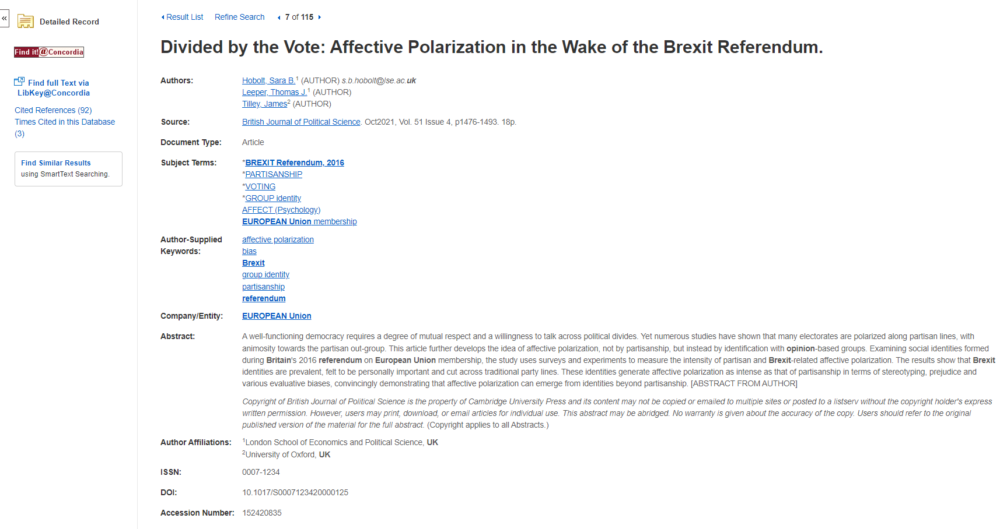 «
Detailed Record
Find it!@Concordia
Find full Text via
LibKey@Concordia
Cited References (92)
Times Cited in this Database
(3)
Find Similar Results
using SmartText Searching.
Result List Refine Search 7 of 115
Divided by the Vote: Affective Polarization in the Wake of the Brexit Referendum.
Authors: Hobolt, Sara B.1 (AUTHOR) s.b.hobolt@lse.ac.uk
Leeper, Thomas J.1 (AUTHOR)
Tilley, James2 (AUTHOR)
Source: British Journal of Political Science. Oct2021, Vol. 51 Issue 4, p1476-1493. 18p.
Document Type: Article
Subject Terms: *BREXIT Referendum, 2016
*PARTISANSHIP
*VOTING
*GROUP identity
AFFECT (Psychology)
EUROPEAN Union membership
Author-Supplied affective polarization
Keywords: bias
Brexit
group identity
partisanship
referendum
Company/Entity: EUROPEAN Union
Abstract: A well-functioning democracy requires a degree of mutual respect and a willingness to talk across political divides. Yet numerous studies have shown that many electorates are polarized along partisan lines, with
animosity towards the partisan out-group. This article further develops the idea of affective polarization, not by partisanship, but instead by identification with opinion-based groups. Examining social identities formed
during Britain's 2016 referendum on European Union membership, the study uses surveys and experiments to measure the intensity of partisan and Brexit-related affective polarization. The results show that Brexit
identities are prevalent, felt to be personally important and cut across traditional party lines. These identities generate affective polarization as intense as that of partisanship in terms of stereotyping, prejudice and
various evaluative biases, convincingly demonstrating that affective polarization can emerge from identities beyond partisanship. [ABSTRACT FROM AUTHOR]
Copyright of British Journal of Political Science is the property of Cambridge University Press and its content may not be copied or emailed to multiple sites or posted to a listserv without the copyright holder's express
written permission. However, users may print, download, or email articles for individual use. This abstract may be abridged. No warranty is given about the accuracy of the copy. Users should refer to the original
published version of the material for the full abstract. (Copyright applies to all Abstracts.)
Author Affiliations: 1London School of Economics and Political Science, UK
2University of Oxford, UK
ISSN: 0007-1234
DOI: 10.1017/S0007123420000125
Accession Number: 152420835